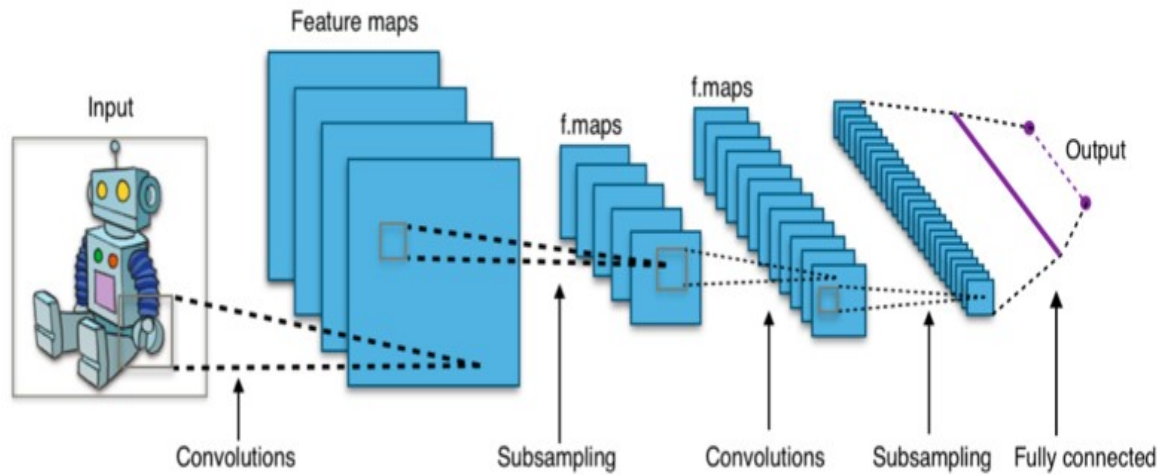 Feature maps
f.maps
Input
f.maps
Output
Convolutions
Subsampling
Convolutions
Subsampling
Fully connected